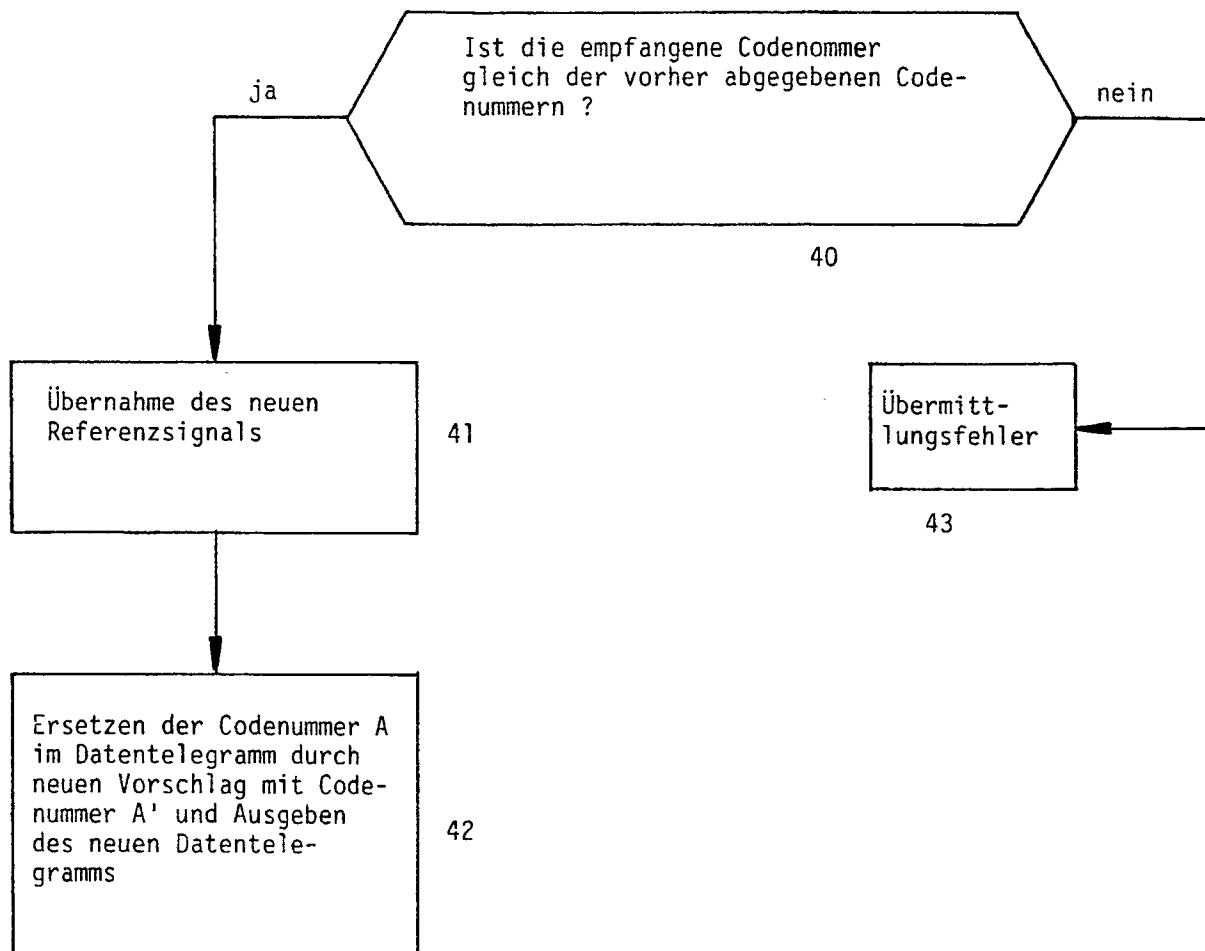 Ist die empfangene Codenommer
gleich der vorher abgegebenen Code-
nummern ?
ja
nein
40
Übernahme des neuen
Referenzsignals
41
Übermitt-
lungsfehler
43
Ersetzen der Codenummer A
im Datentelegramm durch
neuen Vorschlag mit Code-
nummer A' und Ausgeben
des neuen Datentele-
gramms
42